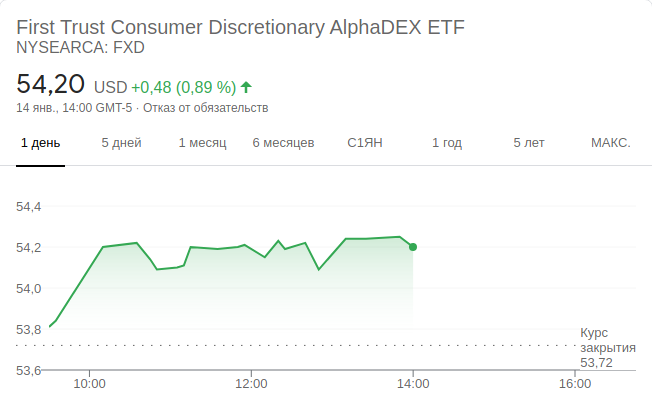 First Trust Consumer Discretionary AlphaDEX ETF
NYSEARCA: FXD
54,20 USD +0,48 (0,89 %)
14 янв., 14:00 GMT-5 · Отказ от обязательств
1 день 5 дней 1 месяц 6 месяцев С1ЯН 1 год 5 лет МАКС.
54,4
54,2
54,0
53,8
Курс
закрытия
53,72
53,6
10:00 12:00 14:00 16:00